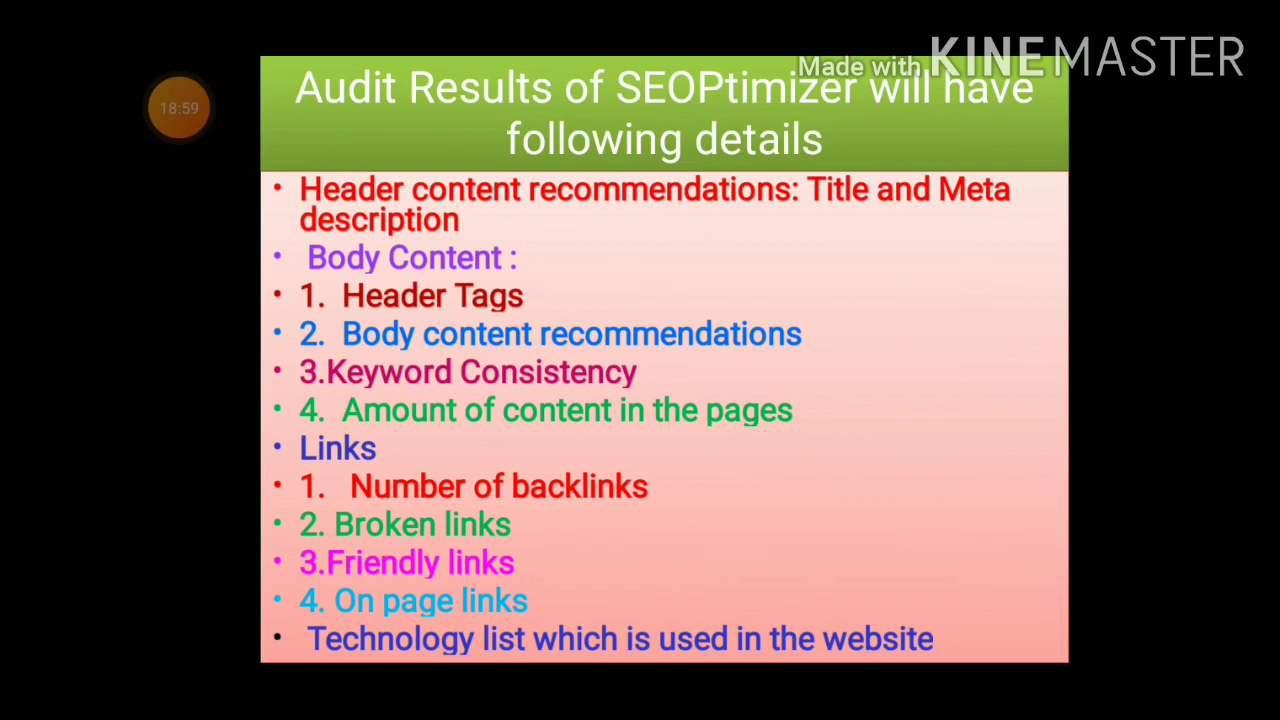 Made with KINEMASTER
18:59
Audit Results of SEOPtimizer will have
following details
• Header content recommendations: Title and Meta
description
• Body Content :
• 1. Header Tags
• 2. Body content recommendations
• 3.Keyword Consistency
• 4. Amount of content in the pages
• Links
• 1. Number of backlinks
• 2. Broken links
• 3.Friendly links
• 4. On page links
• Technology list which is used in the website